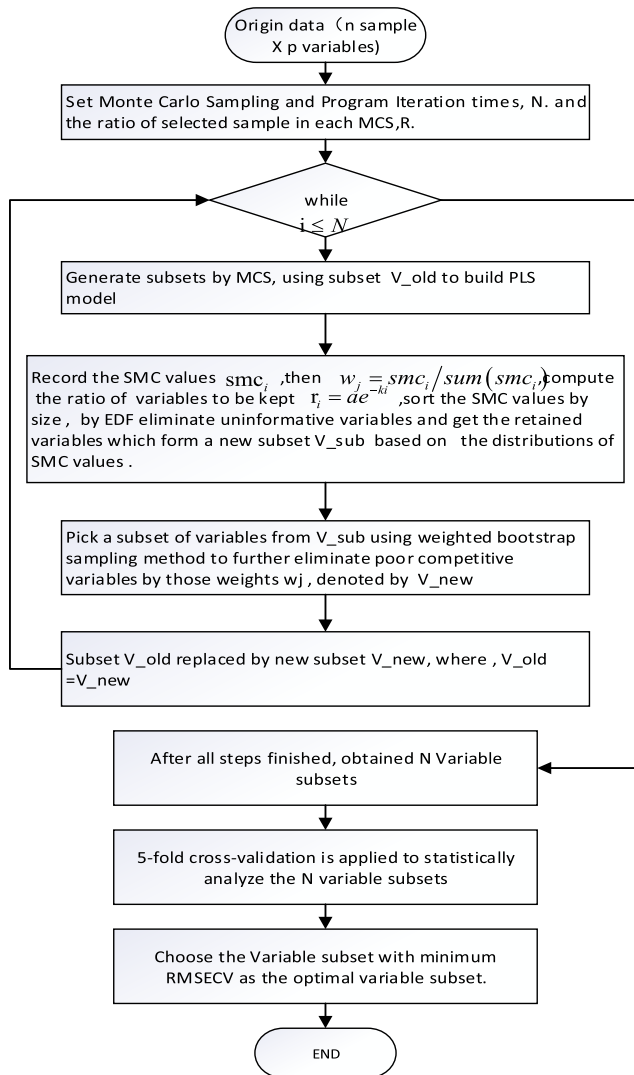 Origin data（n sample
X p variables)
Set Monte Carlo Sampling and Program Iteration times, N. and
the ratio of selected sample in each MCS,R.
while
i ≤ N
Generate subsets by MCS, using subset V_old to build PLS
model
Record the SMC values smc_i ,then w_j = smc_i/sum(smc_i),compute
the ratio of variables to be kept r_i = ae^{-ki} ,sort the SMC values by
size , by EDF eliminate uninformative variables and get the retained
variables which form a new subset V_sub based on the distributions of
SMC values .
Pick a subset of variables from V_sub using weighted bootstrap
sampling method to further eliminate poor competitive
variables by those weights wj , denoted by V_new
Subset V_old replaced by new subset V_new, where , V_old
=V_new
After all steps finished, obtained N Variable
subsets
5-fold cross-validation is applied to statistically
analyze the N variable subsets
Choose the Variable subset with minimum
RMSECV as the optimal variable subset.
END